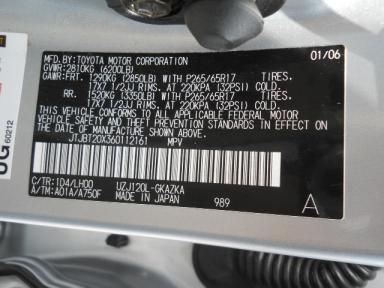 MFD. BY: TOYOTA MOTOR CORPORATION 01/06
GVWR: 2810KG (6200LB)
GAWR: FRT. 1290KG (2850LB) WITH P265/65R17 TIRES.
17X7 1/2JJ RIMS. AT 220KPA (32PSI) COLD
RR. 1520KG (3350LB) WITH P265/65R17 TIRES.
17X7 1/2JJ RIMS. AT 220KPA (32PSI) COLD
THIS VEHICLE CONFORMS TO ALL APPLICABLE FEDERAL MOTOR
VEHICLE SAFETY AND THEFT PREVENTION STANDARDS IN EFFECT
ON THE DATE OF MANUFACTURE SHOWN ABOVE.
JTJBT20X360112161 MPV
A
C/TR: 1D4/LH00 UZJ120L-GKAZKA
A/TM: A01A/A750F MADE IN JAPAN 989
UG
60212